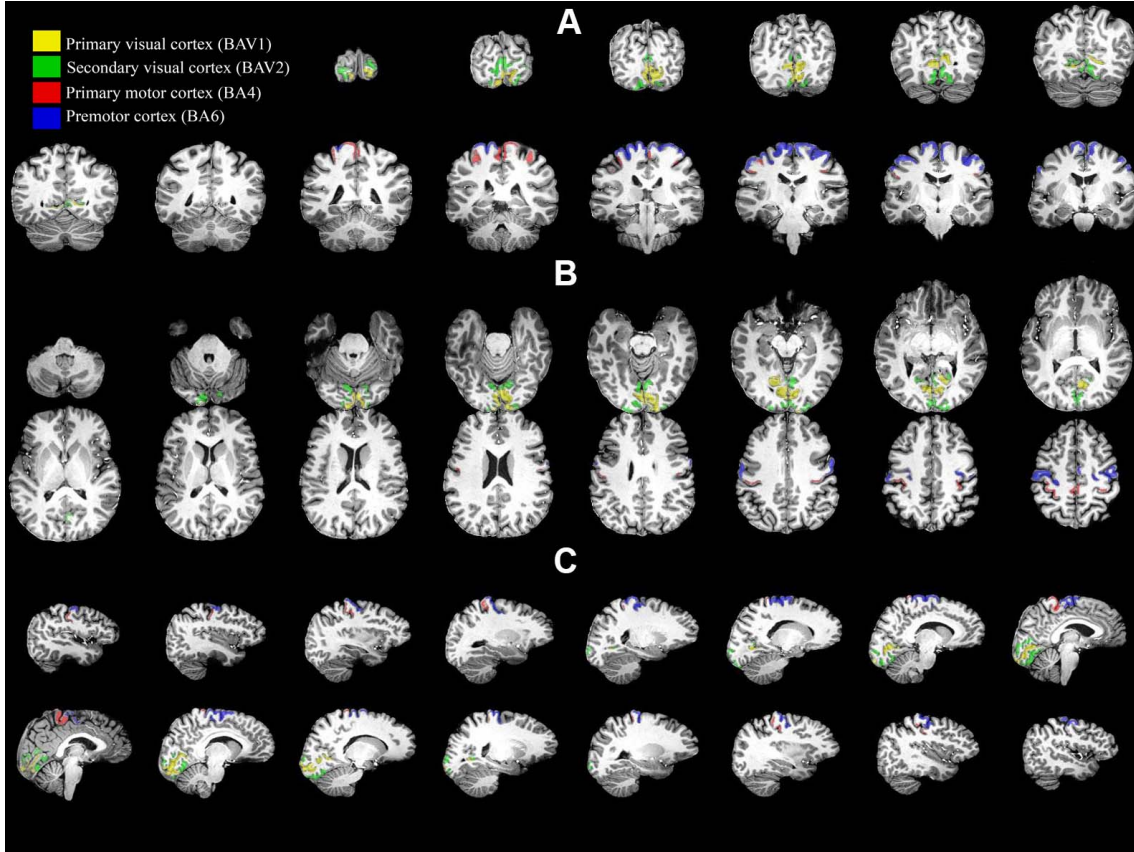 A
Primary visual cortex (BAV1)
Secondary visual cortex (BAV2)
Primary motor cortex (BA4)
Premotor cortex (BA6)
B
C